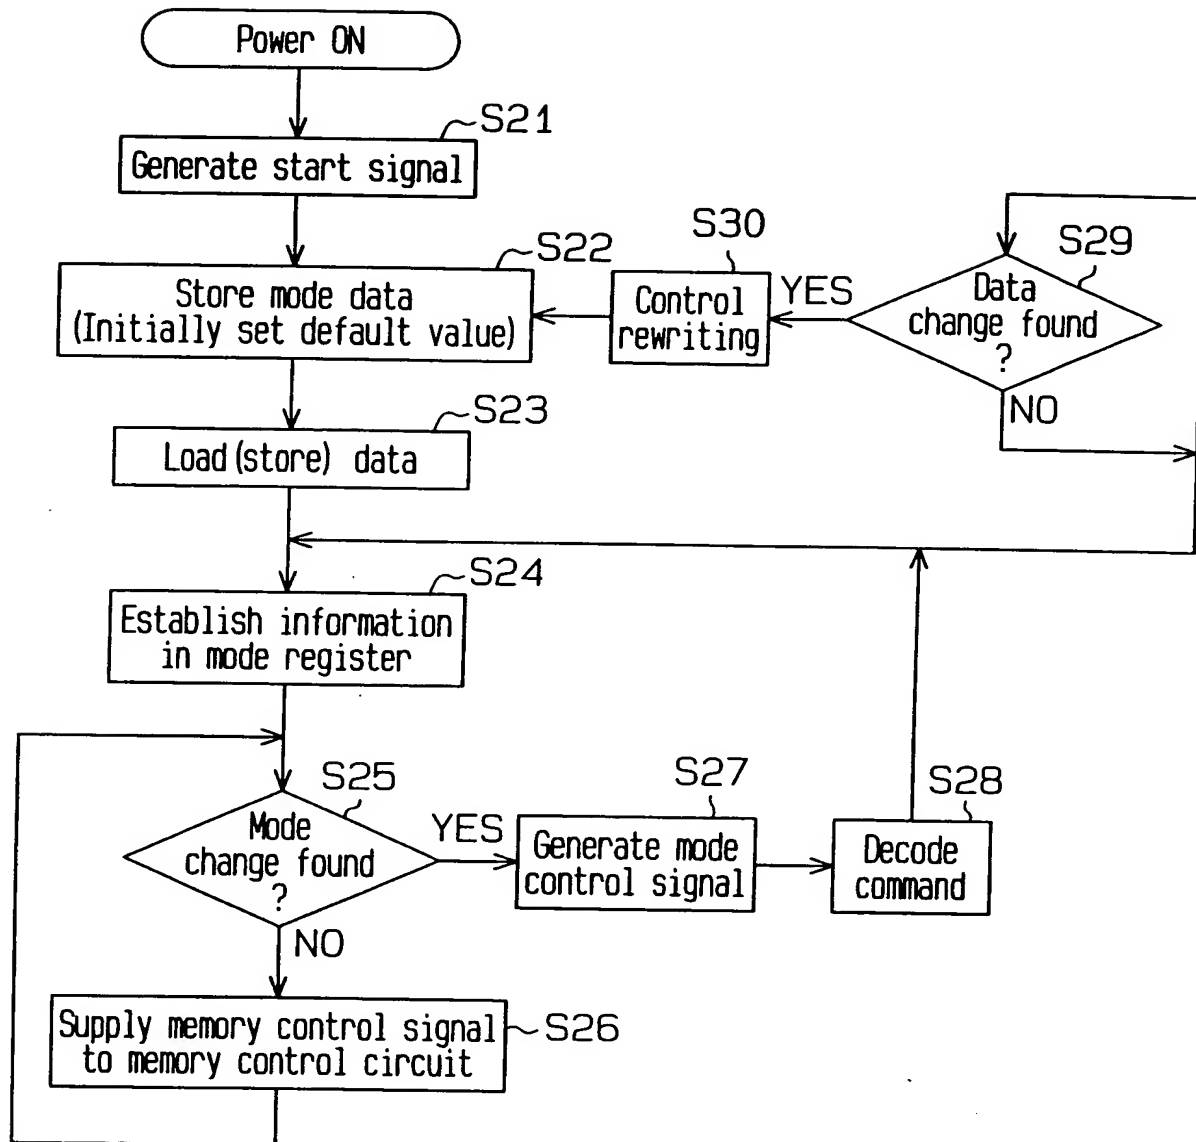 Power ON
S21
Generate start signal
S22
Store mode data
(Initially set default value)
S30
Control
rewriting
YES
S29
Data
change found
?
NO
S23
Load(store) data
S24
Establish information
in mode register
S25
Mode
change found
?
YES
S27
Generate mode
control signal
S28
Decode
command
NO
S26
Supply memory control signal
to memory control circuit